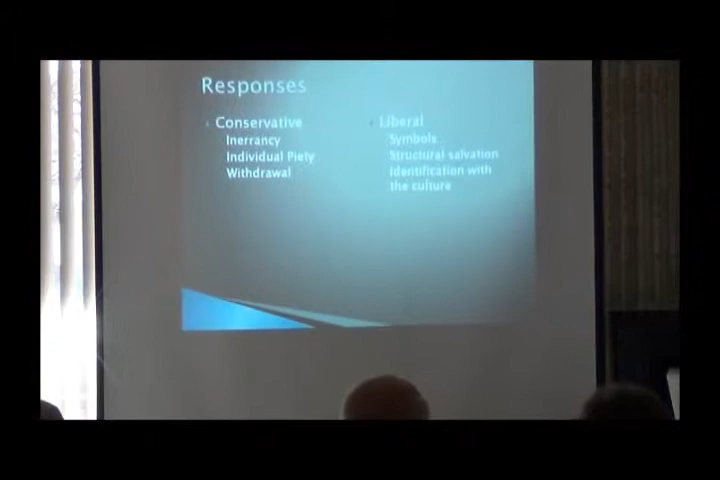 Responses
Conservative
Inerrancy
Individual Piety
Withdrawal
Liberal
Symbols
Structural salvation
Identification with
the culture